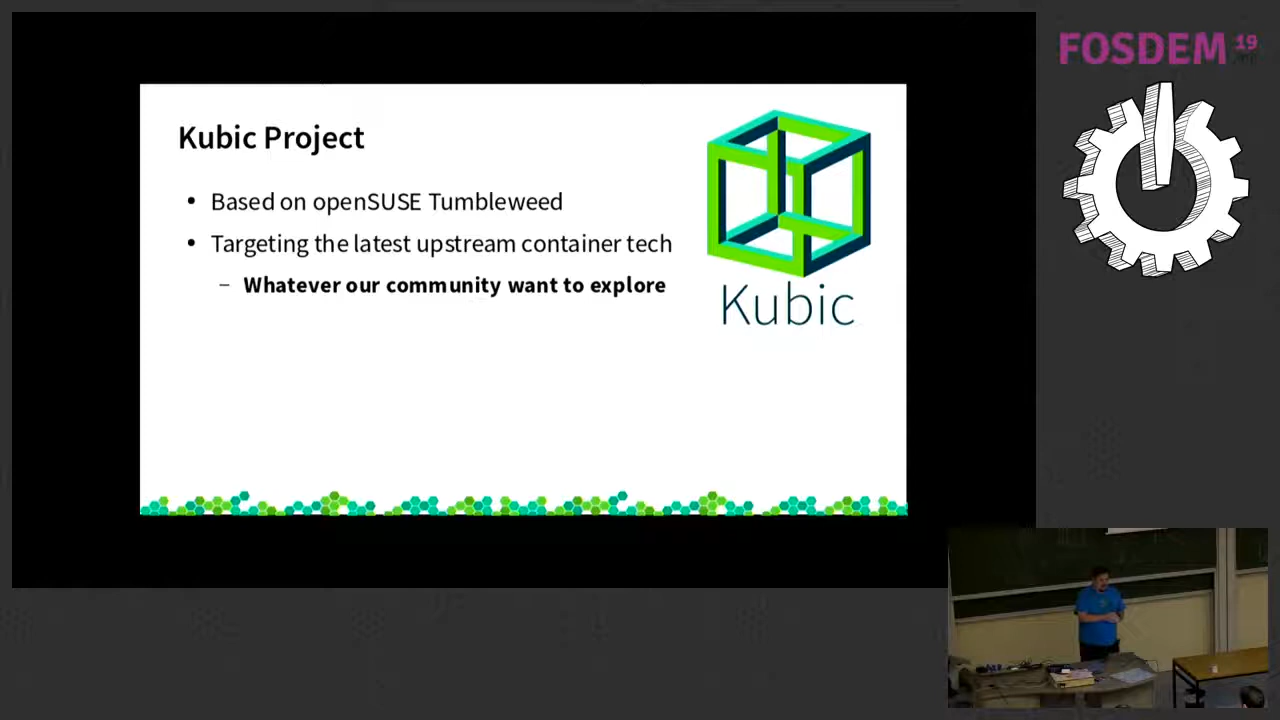 FOSDEM 19
Kubic Project
• Based on openSUSE Tumbleweed
• Targeting the latest upstream container tech
– Whatever our community want to explore
Kubic